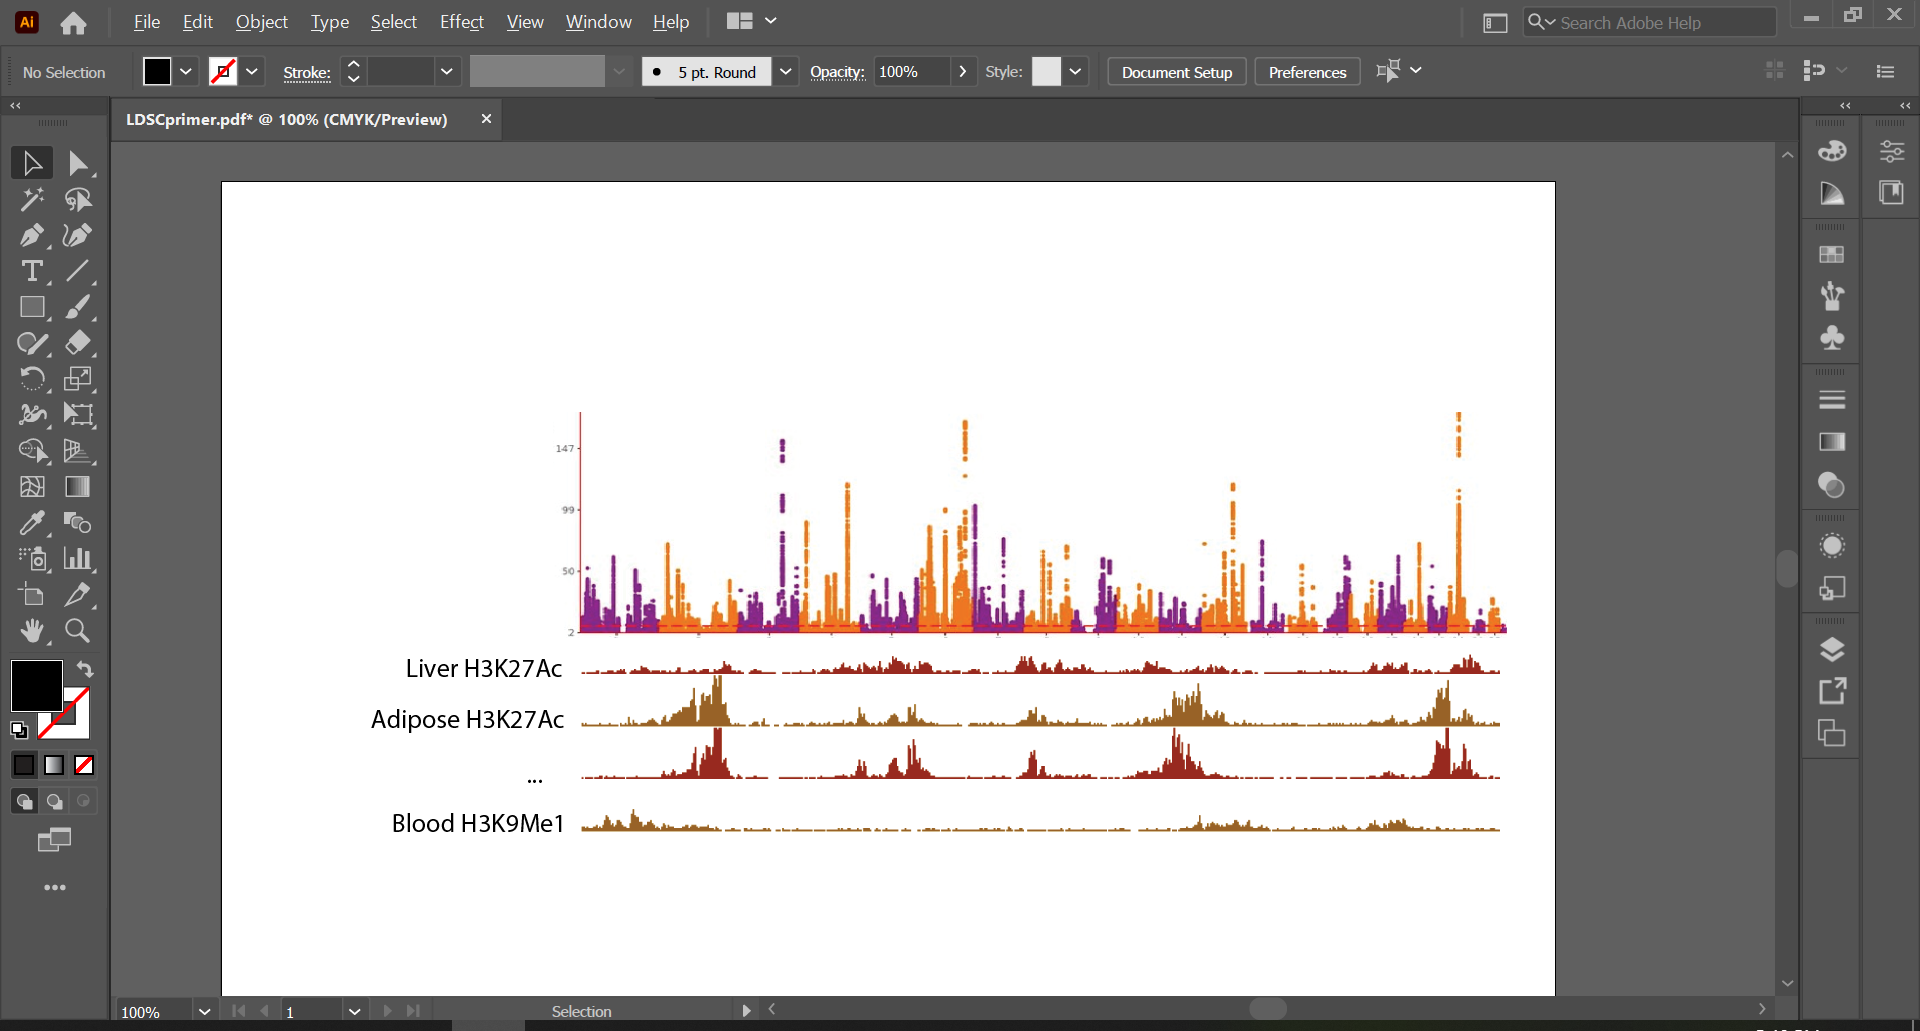 Ai File Edit Object Type Select Effect View Window Help Search Adobe Help
No Selection Stroke: 5 pt. Round Opacity: 100% Style: Document Setup Preferences
LDSCprimer.pdf* @ 100% (CMYK/Preview)
147
99
50
2
Liver H3K27Ac
Adipose H3K27Ac
...
Blood H3K9Me1
100% 1 Selection